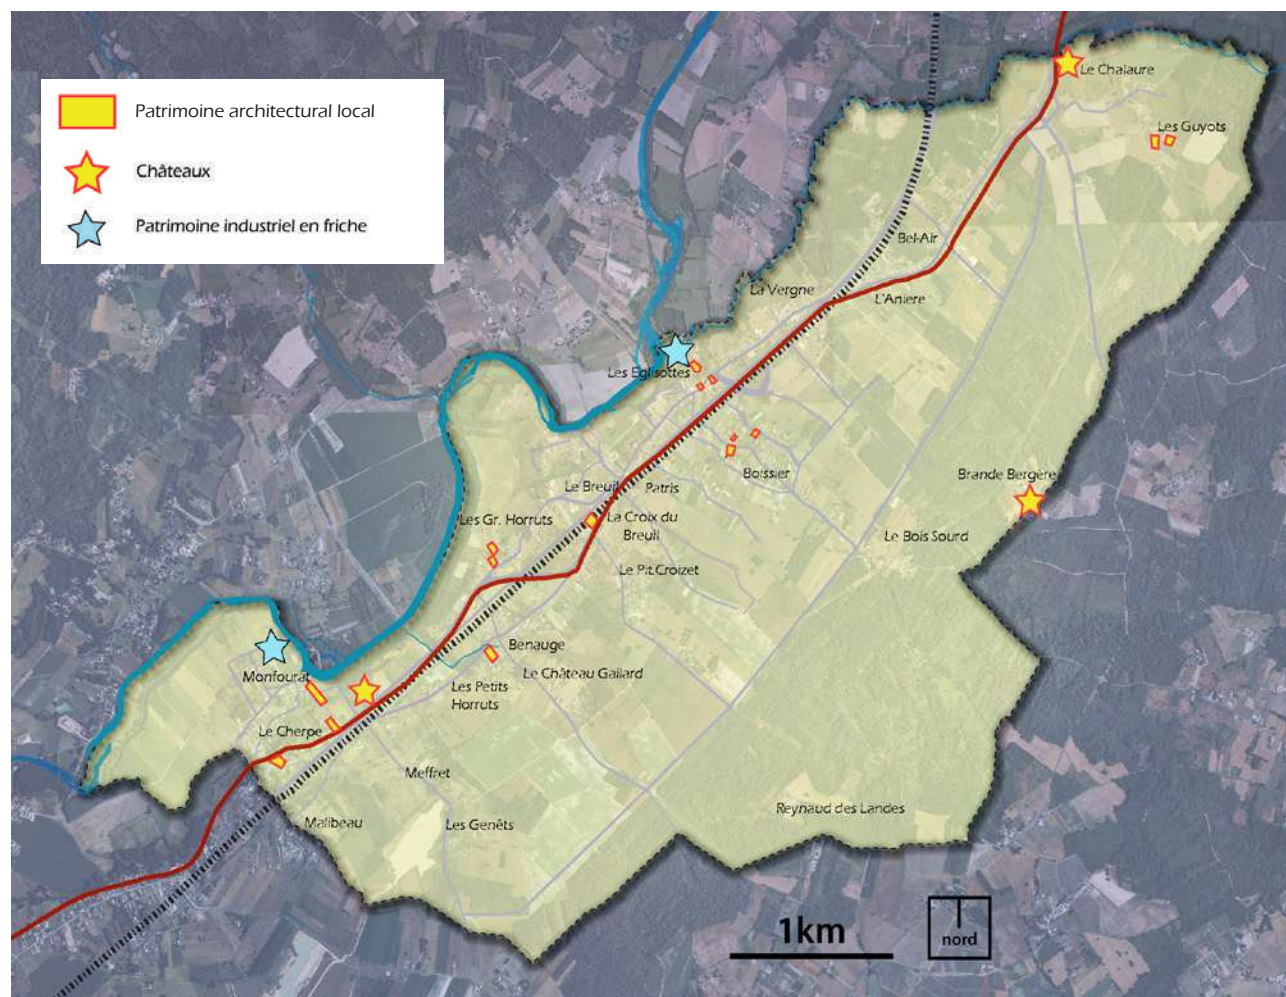 Patrimoine architectural local
Châteaux
Patrimoine industriel en friche
Le Chalaure
Les Guyots
Bel-Air
La Vergne
L'Aniere
Les Eglisottes
Brande Bergère
Boissier
Le Breuil
Patris
Les Gr. Horruts
La Croix du
Breuil
Le Bois Sourd
Le Pit.Croizet
Benauge
Le Château Gaillard
Monfourat
Les Petits
Horruts
Le Cherpe
Meffret
Malibeau
Les Genêts
Reynaud des Landes
1km
nord